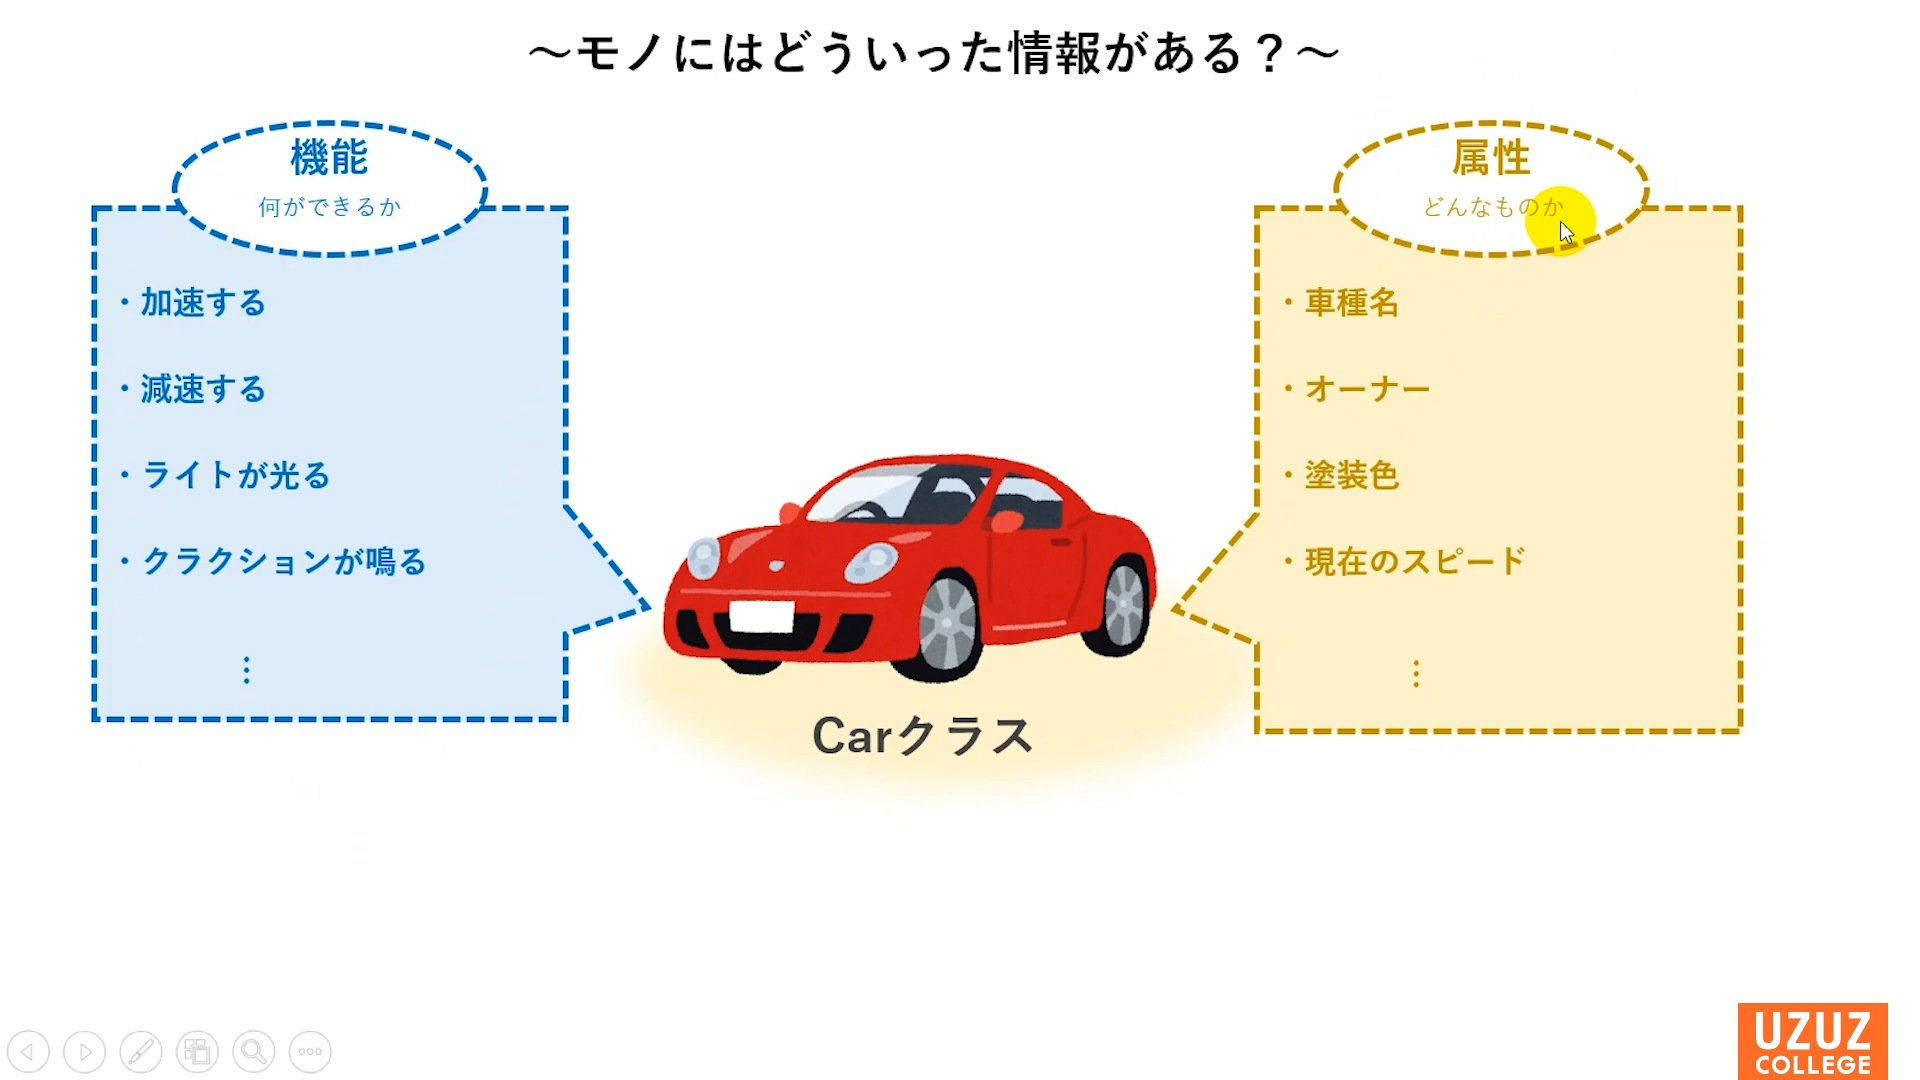 ～モノにはどういった情報がある？～
機能
何ができるか
・加速する
・減速する
・ライトが光る
・クラクションが鳴る
⋮
属性
どんなものか
・車種名
・オーナー
・塗装色
・現在のスピード
⋮
Carクラス
UZUZ
COLLEGE